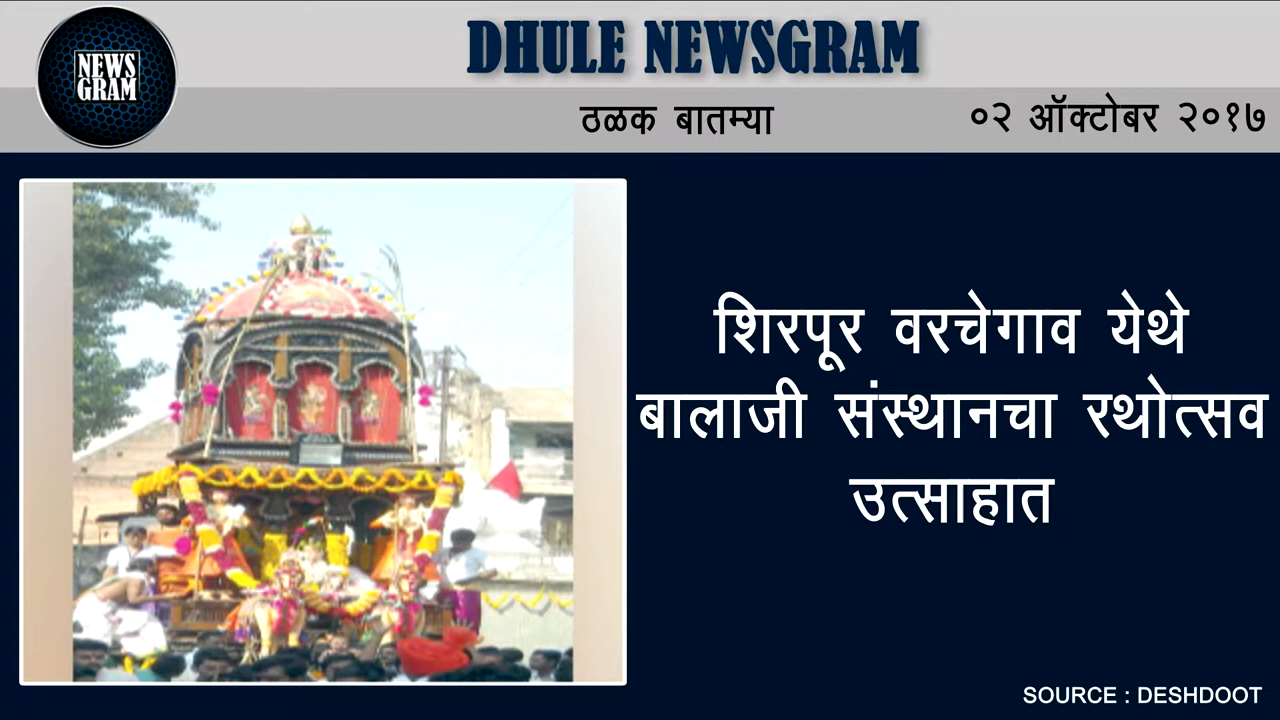 NEWS
GRAM
DHULE NEWSGRAM
ठळक बातम्या
०२ ऑक्टोबर २०१७
शिरपूर वरचेगाव येथे
बालाजी संस्थानचा रथोत्सव
उत्साहात
SOURCE : DESHDOOT